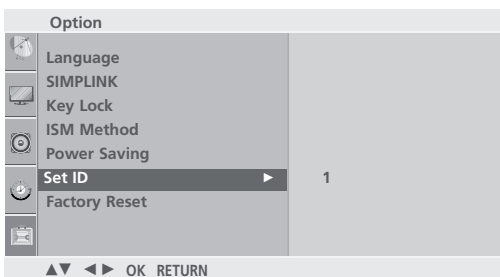 Option
Language
SIMPLINK
Key Lock
ISM Method
Power Saving
Set ID ► 1
Factory Reset
▲▼ ◄► OK RETURN